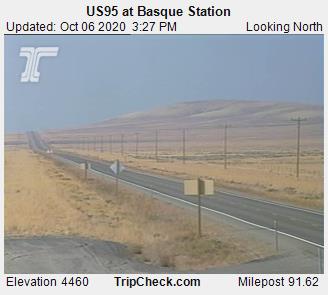 US95 at Basque Station
Updated: Oct 06 2020 3:27 PM Looking North
Elevation 4460 TripCheck.com Milepost 91.62